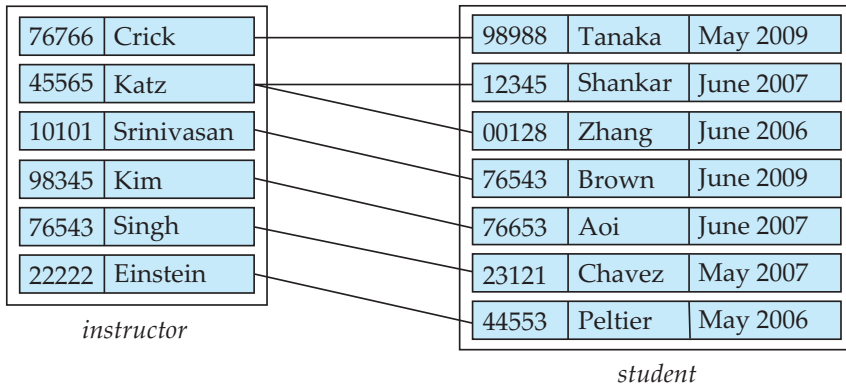 76766 Crick
45565 Katz
10101 Srinivasan
98345 Kim
76543 Singh
22222 Einstein
instructor
98988 Tanaka May 2009
12345 Shankar June 2007
00128 Zhang June 2006
76543 Brown June 2009
76653 Aoi June 2007
23121 Chavez May 2007
44553 Peltier May 2006
student